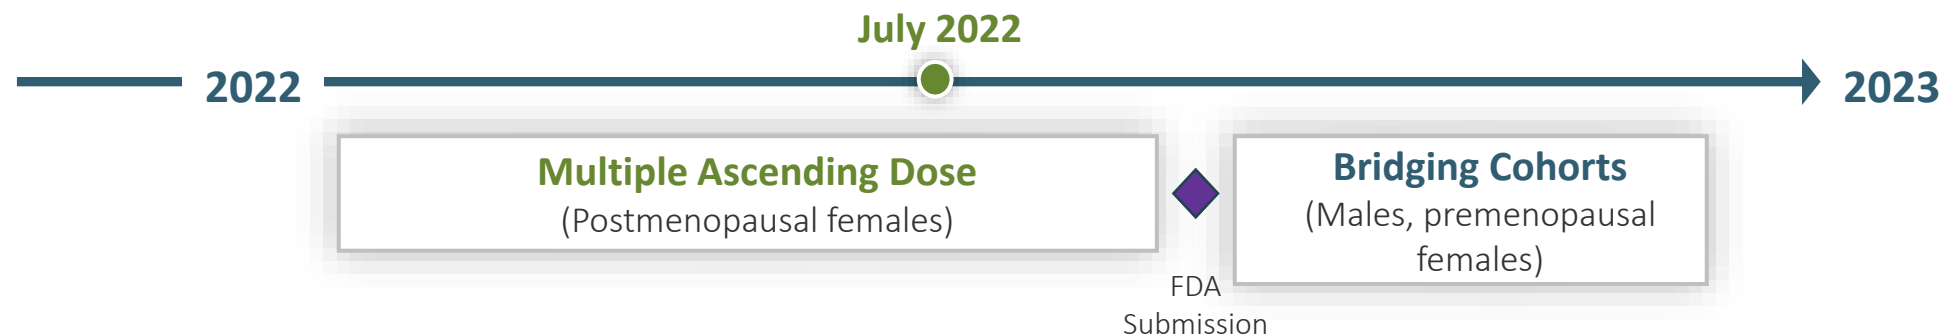 July 2022
2022
2023
Multiple Ascending Dose
(Postmenopausal females)
Bridging Cohorts
(Males, premenopausal
females)
FDA
Submission